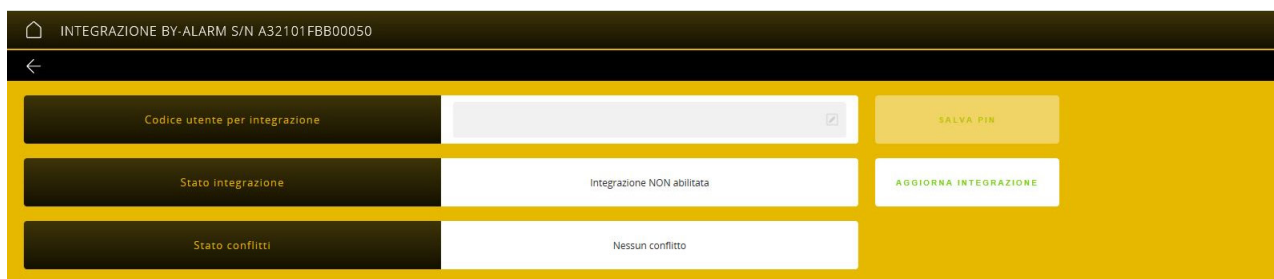 INTEGRAZIONE BY-ALARM S/N A32101FBB00050
Codice utente per integrazione
SALVA PIN
Stato integrazione
Integrazione NON abilitata
AGGIORNA INTEGRAZIONE
Stato conflitti
Nessun conflitto